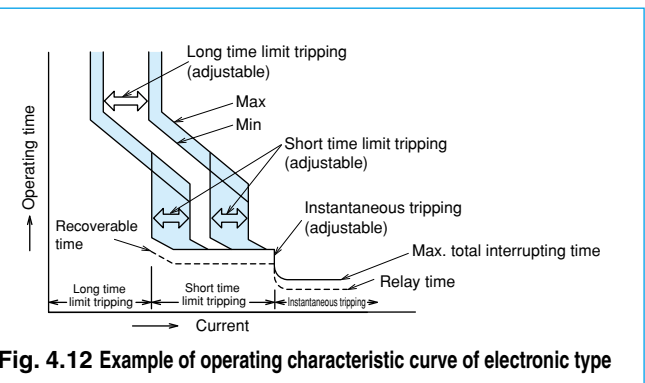 Long time limit tripping
(adjustable)
Max
Min
Short time limit tripping
(adjustable)
Operating time
Instantaneous tripping
(adjustable)
Recoverable
time
Max. total interrupting time
Relay time
Long time
limit tripping
Short time
limit tripping
Instantaneous tripping
Current
Fig. 4.12 Example of operating characteristic curve of electronic type